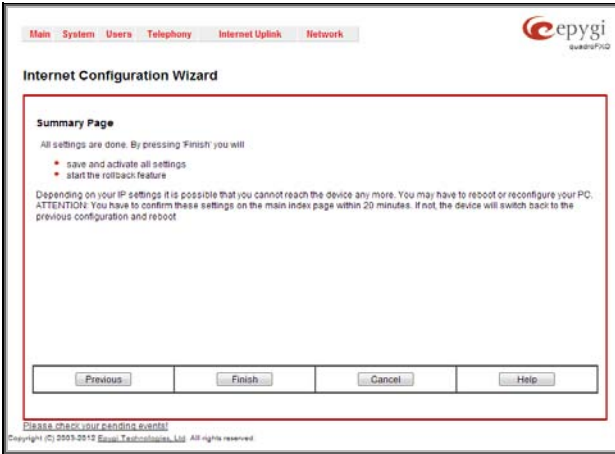 Main System Users Telephony Internet Uplink Network
epygi
quadroFXO
Internet Configuration Wizard
Summary Page
All settings are done. By pressing 'Finish' you will
save and activate all settings
start the rollback feature
Depending on your IP settings it is possible that you cannot reach the device any more. You may have to reboot or reconfigure your PC.
ATTENTION: You have to confirm these settings on the main index page within 20 minutes. If not, the device will switch back to the
previous configuration and reboot
Previous Finish Cancel Help
Please check your pending events!
Copyright (C) 2003-2012 Epygi Technologies, Ltd. All rights reserved.